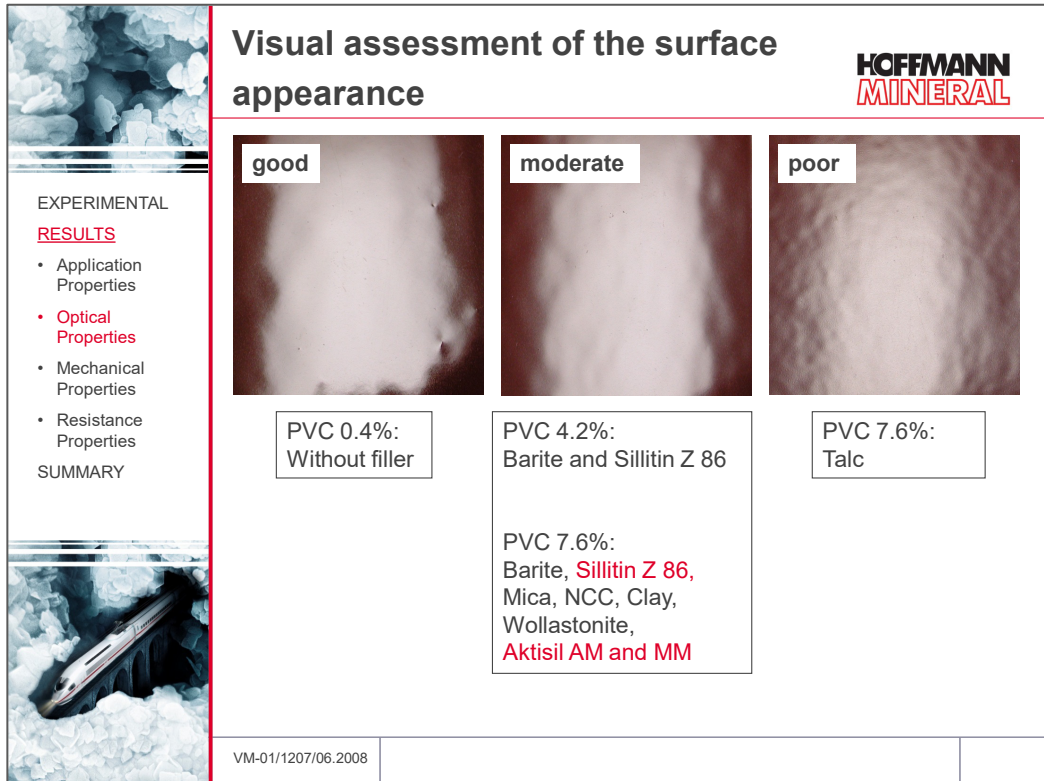 Visual assessment of the surface
appearance
HOFFMANN
MINERAL
EXPERIMENTAL
RESULTS
• Application
Properties
• Optical
Properties
• Mechanical
Properties
• Resistance
Properties
SUMMARY
good
moderate
poor
PVC 0.4%:
Without filler
PVC 4.2%:
Barite and Sillitin Z 86
PVC 7.6%:
Barite, Sillitin Z 86,
Mica, NCC, Clay,
Wollastonite,
Aktisil AM and MM
PVC 7.6%:
Talc
VM-01/1207/06.2008